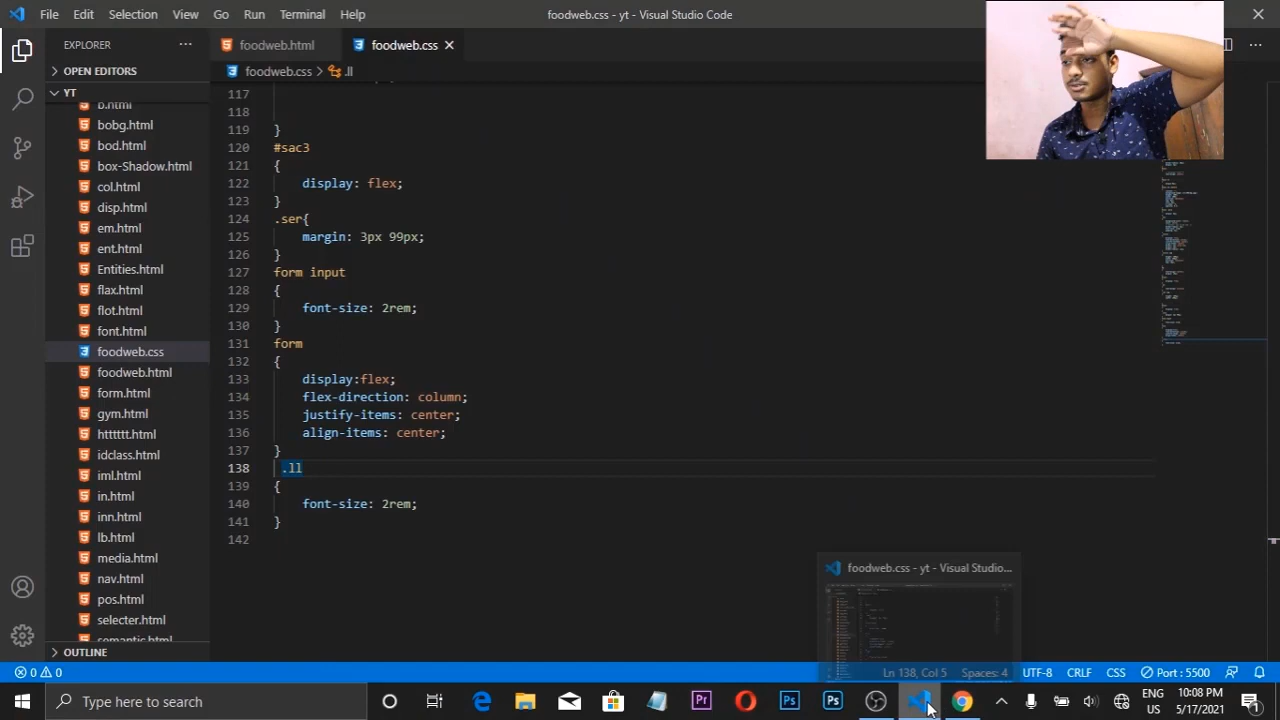 File Edit Selection View Go Run Terminal Help
foodweb.css - yt - Visual Studio Code
EXPLORER
foodweb.html
foodweb.css
OPEN EDITORS
foodweb.css > .ll
YT
b.html
bobg.html
bod.html
box-Shadow.html
col.html
disp.html
em.html
ent.html
Entities.html
flax.html
flot.html
font.html
foodweb.css
foodweb.html
form.html
gym.html
httttttt.html
idclass.html
iml.html
in.html
inn.html
lb.html
media.html
nav.html
pos.html
selector.html
semantic.html
OUTLINE
117
118
119 }
120 #sac3
121 {
122 display: flex;
123 }
124 .ser{
125 margin: 3px 99px;
126 }
127 form input
128 {
129 font-size: 2rem;
130 }
131 form
132 {
133 display:flex;
134 flex-direction: column;
135 justify-items: center;
136 align-items: center;
137 }
138 .ll
139 {
140 font-size: 2rem;
141 }
142
foodweb.css - yt - Visual Studio...
0 0
Ln 138, Col 5 Spaces: 4 UTF-8 CRLF CSS Port : 5500
Type here to search
ENG
US
10:08 PM
5/17/2021
1